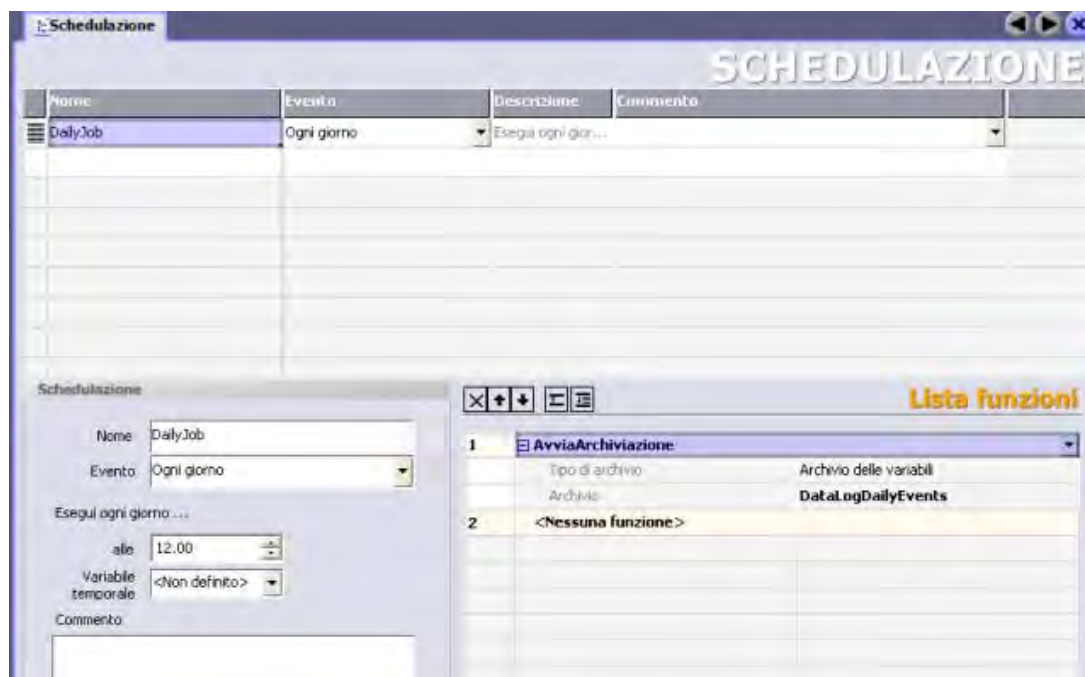 Schedulazione
SCHEDULAZIONE
Nome Evento Descrizione Commento
DailyJob Ogni giorno Esegui ogni gior...
Schedulazione
Nome DailyJob
Evento Ogni giorno
Esegui ogni giorno ...
alle 12.00
Variabile temporale <Non definito>
Commento
Lista funzioni
1 AvviaArchiviazione
Tipo di archivio Archivio delle variabili
Archivio DataLogDailyEvents
2 <Nessuna funzione>